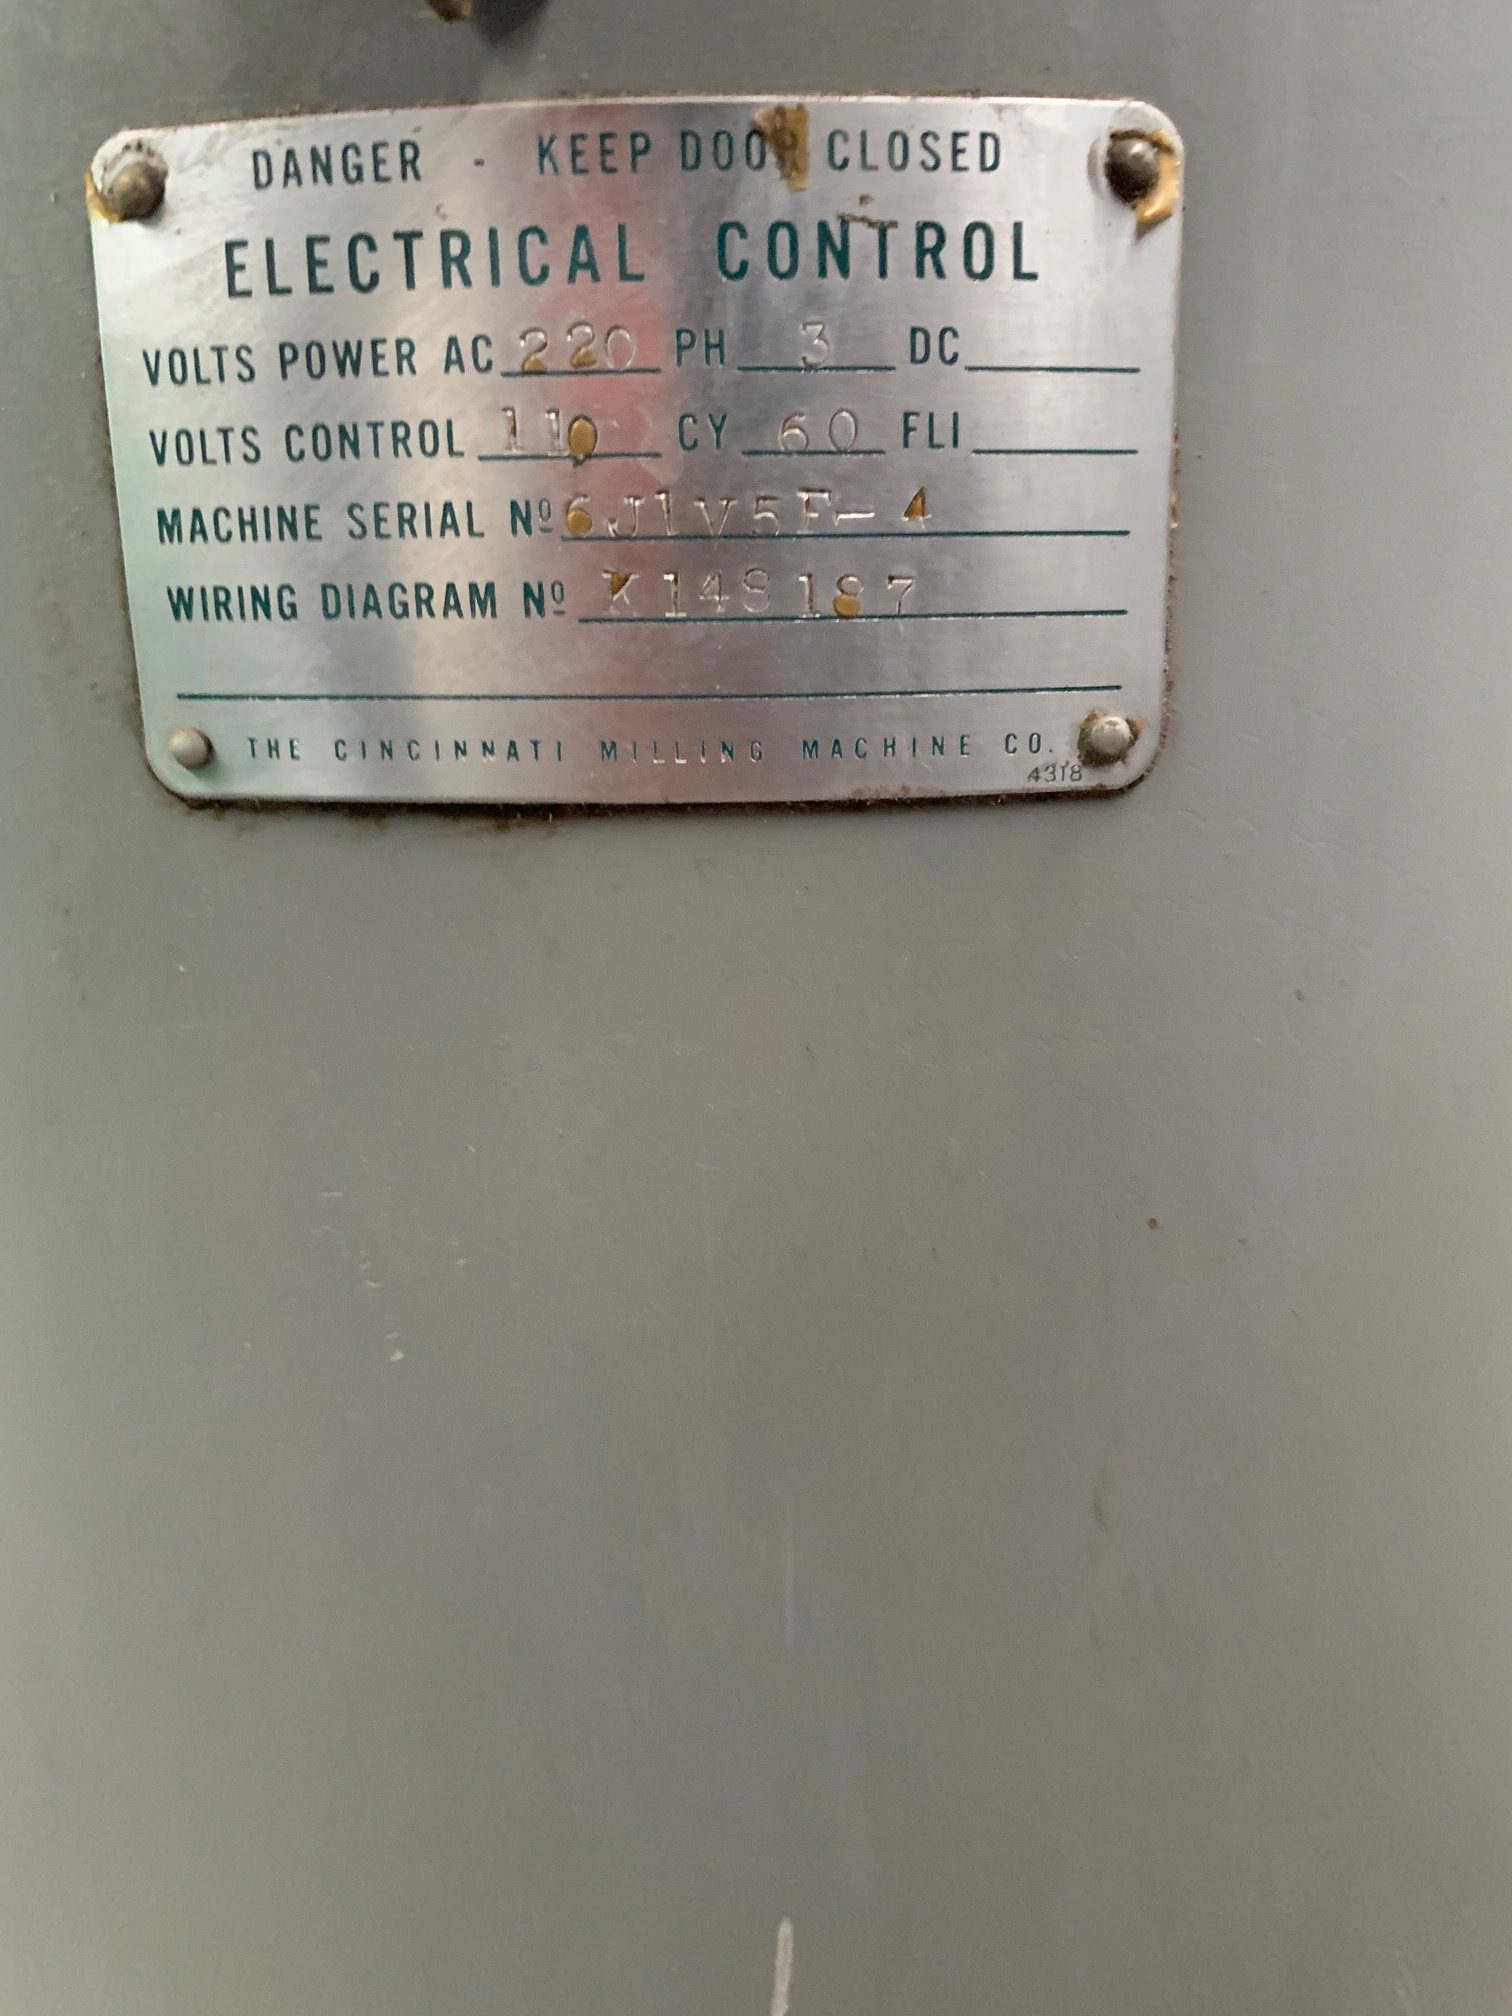 DANGER - KEEP DOOR CLOSED
ELECTRICAL CONTROL
VOLTS POWER AC 220 PH 3 DC
VOLTS CONTROL 110 CY 60 FLI
MACHINE SERIAL Nº 6J1V5F-4
WIRING DIAGRAM Nº K148187
THE CINCINNATI MILLING MACHINE CO.
4318